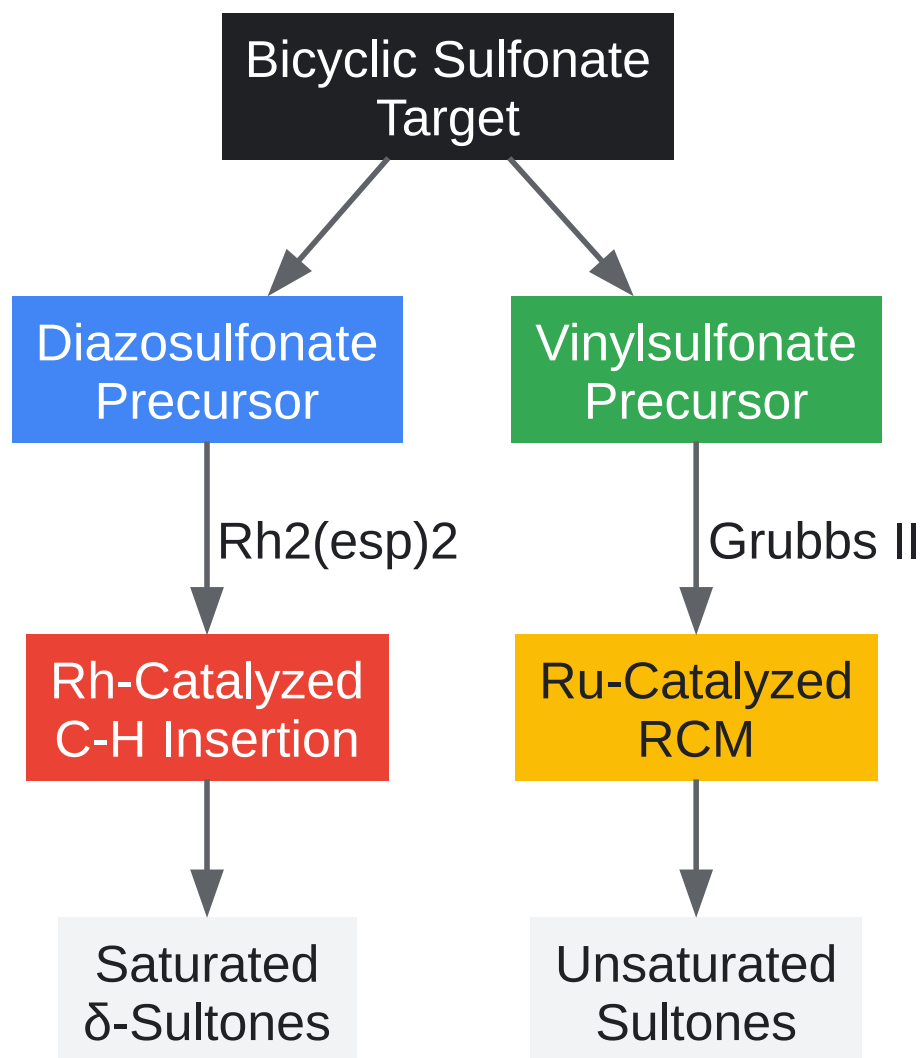 Bicyclic Sulfonate
Target
Diazosulfonate
Precursor
Vinylsulfonate
Precursor
Rh2(esp)2
Grubbs II
Rh-Catalyzed
C-H Insertion
Ru-Catalyzed
RCM
Saturated
δ-Sultones
Unsaturated
Sultones